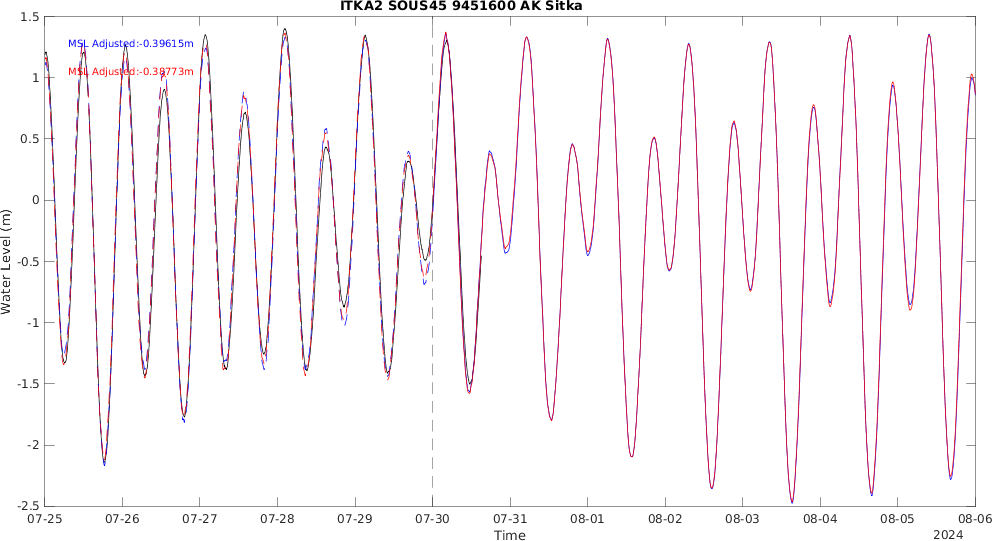 ITKA2 SOUS45 9451600 AK Sitka
MSL Adjusted:-0.39615m
MSL Adjusted:-0.38773m
Water Level (m)
1.5
1
0.5
0
-0.5
-1
-1.5
-2
-2.5
07-25 07-26 07-27 07-28 07-29 07-30 07-31 08-01 08-02 08-03 08-04 08-05 08-06
Time
2024